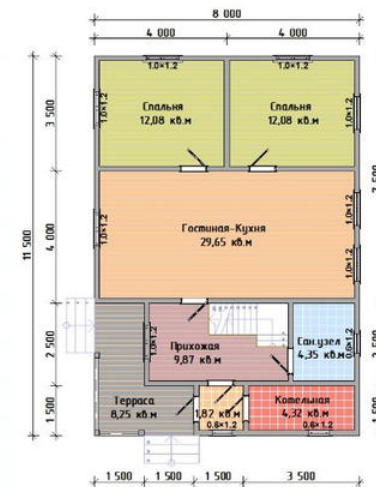 8 000
4 000
4 000
1.0×1.2
1.0×1.2
3 500
1.0×1.2
Спальня
12,08 кв.м
Спальня
12,08 кв.м
1.0×1.2
11 500
4 000
1.0×1.2
Гостиная-Кухня
29,65 кв.м
1.0×1.2
1.0×1.2
2 500
1.0×1.2
Прихожая
9,87 кв.м
Сан.узел
4,35 кв.м
0.6×1.2
1 500
Терраса
8,25 кв.м
1,82 кв.м
0.6×1.2
Котельная
4,32 кв.м
0.6×1.2
1 500
1 500
1 500
3 500